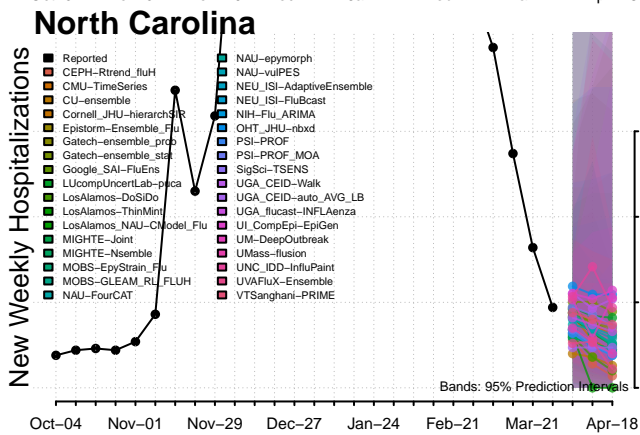 North Carolina
New Weekly Hospitalizations
Reported
CEPH−Rtrend_fluH
CMU−TimeSeries
CU−ensemble
Cornell_JHU−hierarchSIR
Epistorm−Ensemble_Flu
Gatech−ensemble_prob
Gatech−ensemble_stat
Google_SAI−FluEns
LUcompUncertLab−puca
LosAlamos−DoSiDo
LosAlamos−ThinMint
LosAlamos_NAU−CModel_Flu
MIGHTE−Joint
MIGHTE−Nsemble
MOBS−EpyStrain_Flu
MOBS−GLEAM_RL_FLUH
NAU−FourCAT
NAU−epymorph
NAU−vulPES
NEU_ISI−AdaptiveEnsemble
NEU_ISI−FluBcast
NIH−Flu_ARIMA
OHT_JHU−nbxd
PSI−PROF
PSI−PROF_MOA
SigSci−TSENS
UGA_CEID−Walk
UGA_CEID−auto_AVG_LB
UGA_flucast−INFLAenza
UI_CompEpi−EpiGen
UM−DeepOutbreak
UMass−flusion
UNC_IDD−InfluPaint
UVAFluX−Ensemble
VTSanghani−PRIME
Bands: 95% Prediction Intervals
Oct−04 Nov−01 Nov−29 Dec−27 Jan−24 Feb−21 Mar−21 Apr−18